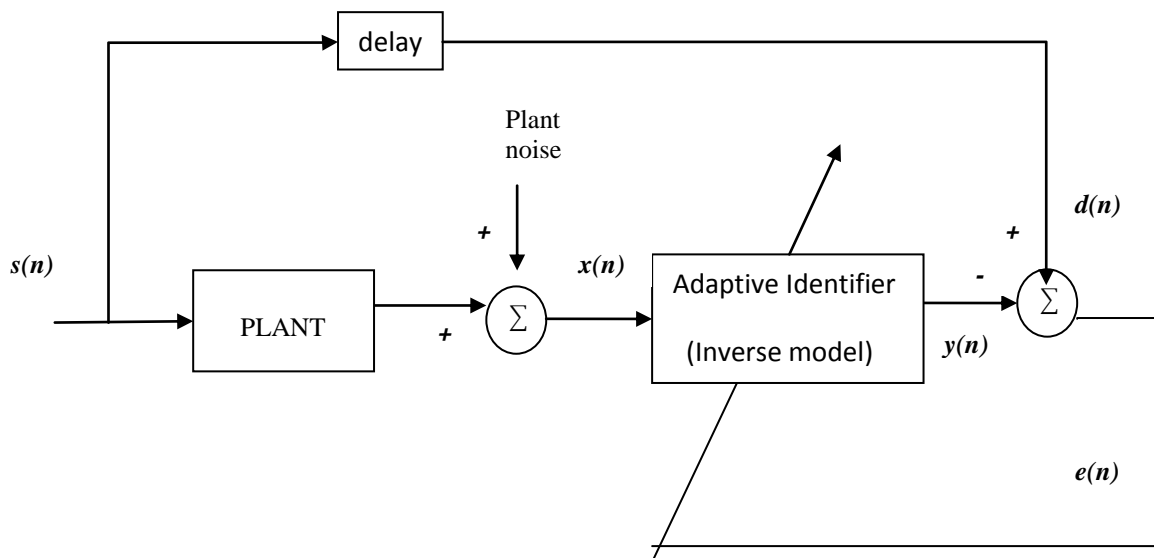 delay
Plant
noise
d(n)
+
+
s(n)
x(n)
Adaptive Identifier
-
∑
∑
PLANT
+
(Inverse model)
y(n)
e(n)